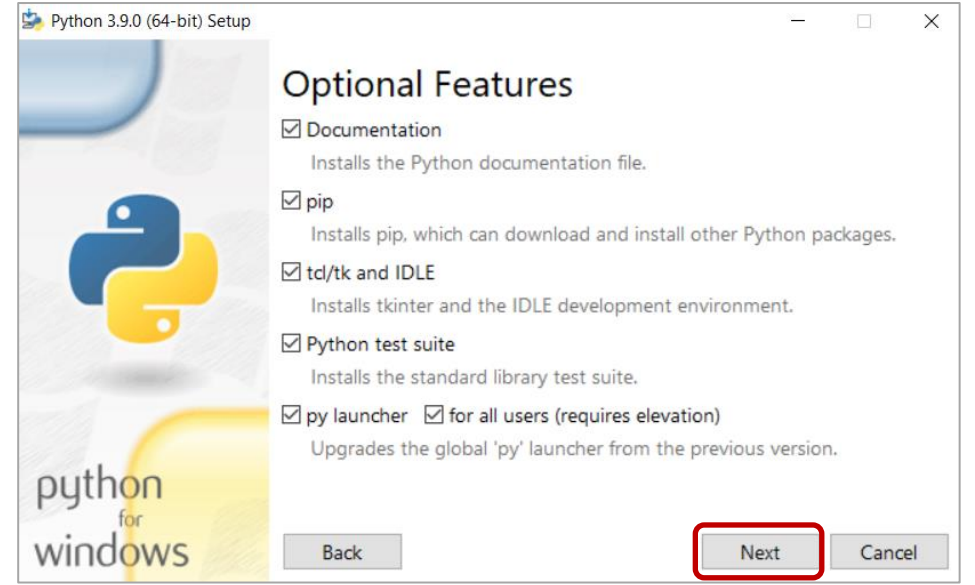 Python 3.9.0 (64-bit) Setup
Optional Features
Documentation
Installs the Python documentation file.
pip
Installs pip, which can download and install other Python packages.
tcl/tk and IDLE
Installs tkinter and the IDLE development environment.
Python test suite
Installs the standard library test suite.
py launcher for all users (requires elevation)
Upgrades the global 'py' launcher from the previous version.
python
for
windows
Back Next Cancel